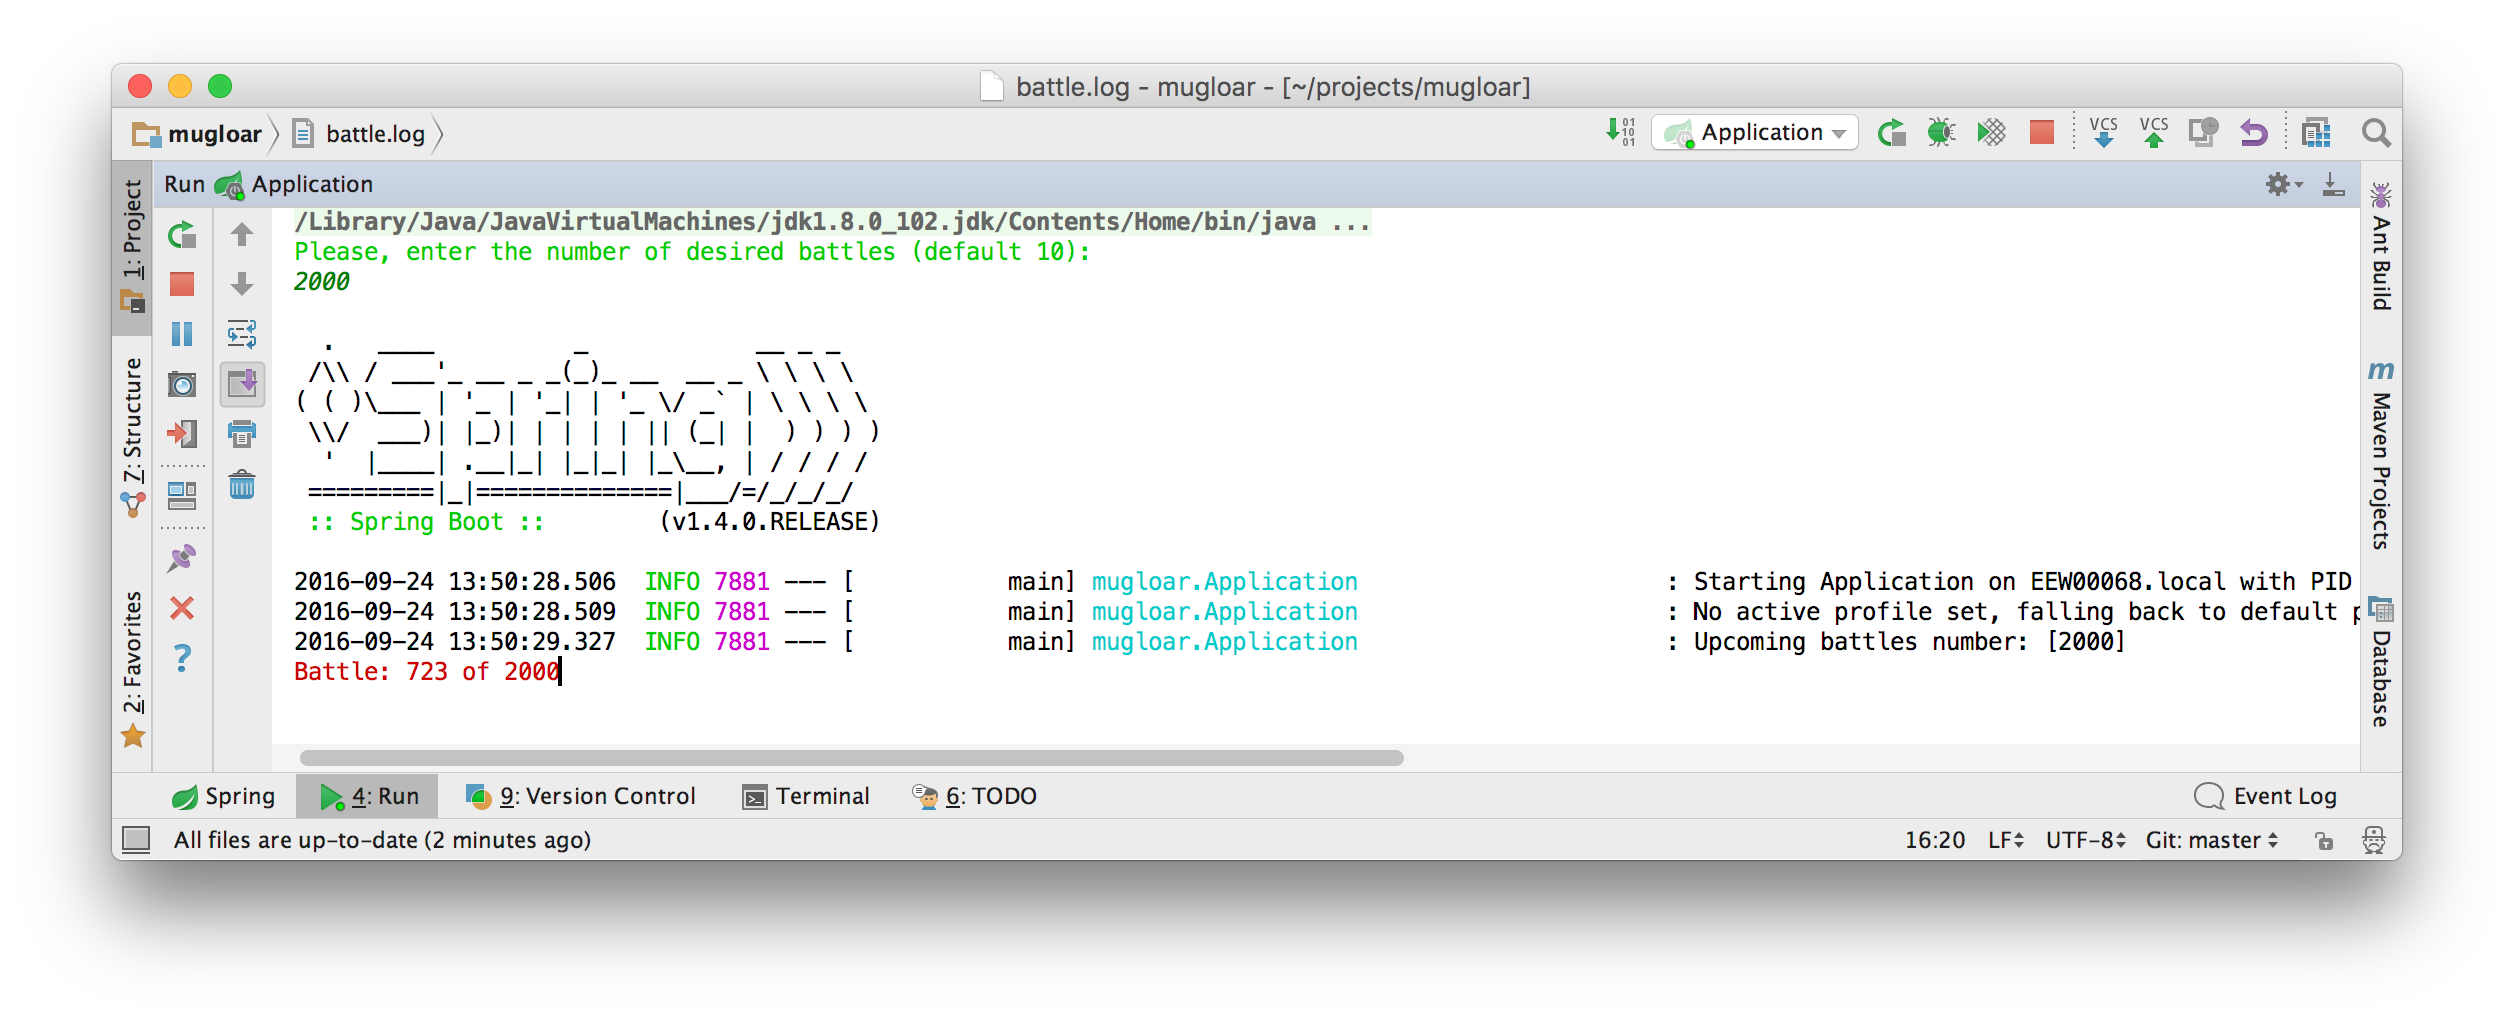 battle.log - mugloar - [~/projects/mugloar]
mugloar battle.log
Application
VCS VCS
Run Application
1: Project
7: Structure
2: Favorites
/Library/Java/JavaVirtualMachines/jdk1.8.0_102.jdk/Contents/Home/bin/java ...
Please, enter the number of desired battles (default 10):
2000
  .   ____          _            __ _ _
 /\\ / ___'_ __ _ _(_)_ __  __ _ \ \ \ \
( ( )\___ | '_ | '_| | '_ \/ _` | \ \ \ \
 \\/  ___)| |_)| | | | | || (_| |  ) ) ) )
  '  |____| .__|_| |_|_| |_\__, | / / / /
 =========|_|==============|___/=/_/_/_/
 :: Spring Boot ::        (v1.4.0.RELEASE)
2016-09-24 13:50:28.506  INFO 7881 --- [           main] mugloar.Application                      : Starting Application on EEW00068.local with PID
2016-09-24 13:50:28.509  INFO 7881 --- [           main] mugloar.Application                      : No active profile set, falling back to default p
2016-09-24 13:50:29.327  INFO 7881 --- [           main] mugloar.Application                      : Upcoming battles number: [2000]
Battle: 723 of 2000
Ant Build
m Maven Projects
Database
Spring 4: Run 9: Version Control Terminal 6: TODO Event Log
All files are up-to-date (2 minutes ago) 16:20 LF UTF-8 Git: master